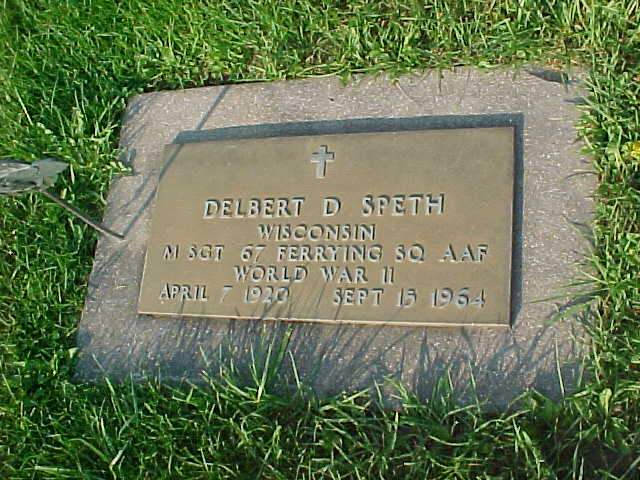 DELBERT D SPETH
WISCONSIN
M SGT 67 FERRYING SQ AAF
WORLD WAR II
APRIL 7 1920 SEPT 15 1964